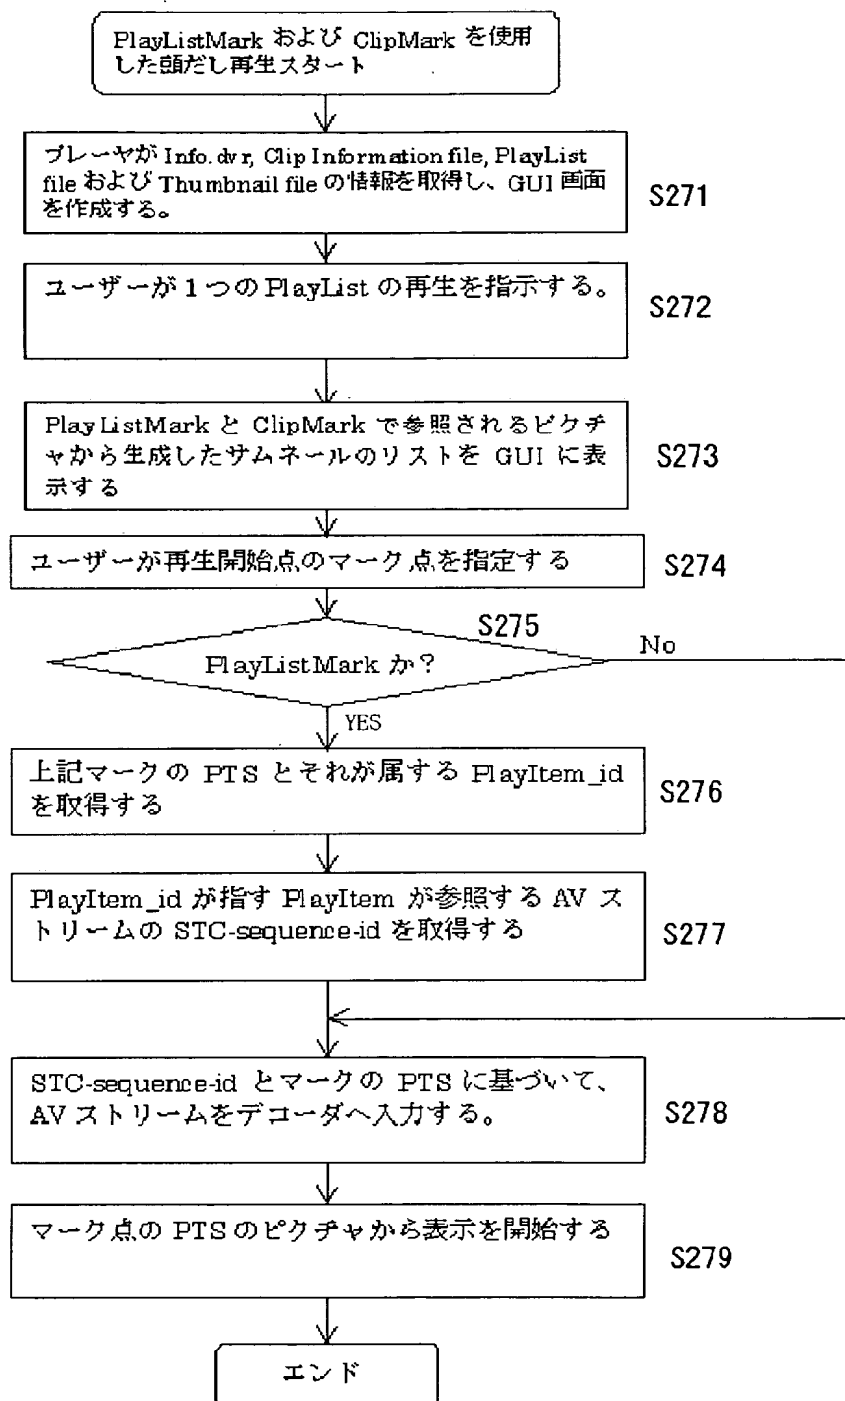 PlayListMark および ClipMark を使用
した頭だし再生スタート
プレーヤが Info.dvr, Clip Information file, PlayList
file および Thumbnail file の情報を取得し、GUI 画面
を作成する。
S271
ユーザーが 1 つの PlayList の再生を指示する。
S272
PlayListMark と ClipMark で参照されるピクチ
ャから生成したサムネールのリストを GUI に表
示する
S273
ユーザーが再生開始点のマーク点を指定する
S274
S275
PlayListMark か?
No
YES
上記マークの PTS とそれが属する PlayItem_id
を取得する
S276
PlayItem_id が指す PlayItem が参照する AV ス
トリームの STC-sequence-id を取得する
S277
STC-sequence-id とマークの PTS に基づいて、
AV ストリームをデコーダへ入力する。
S278
マーク点の PTS のピクチャから表示を開始する
S279
エンド